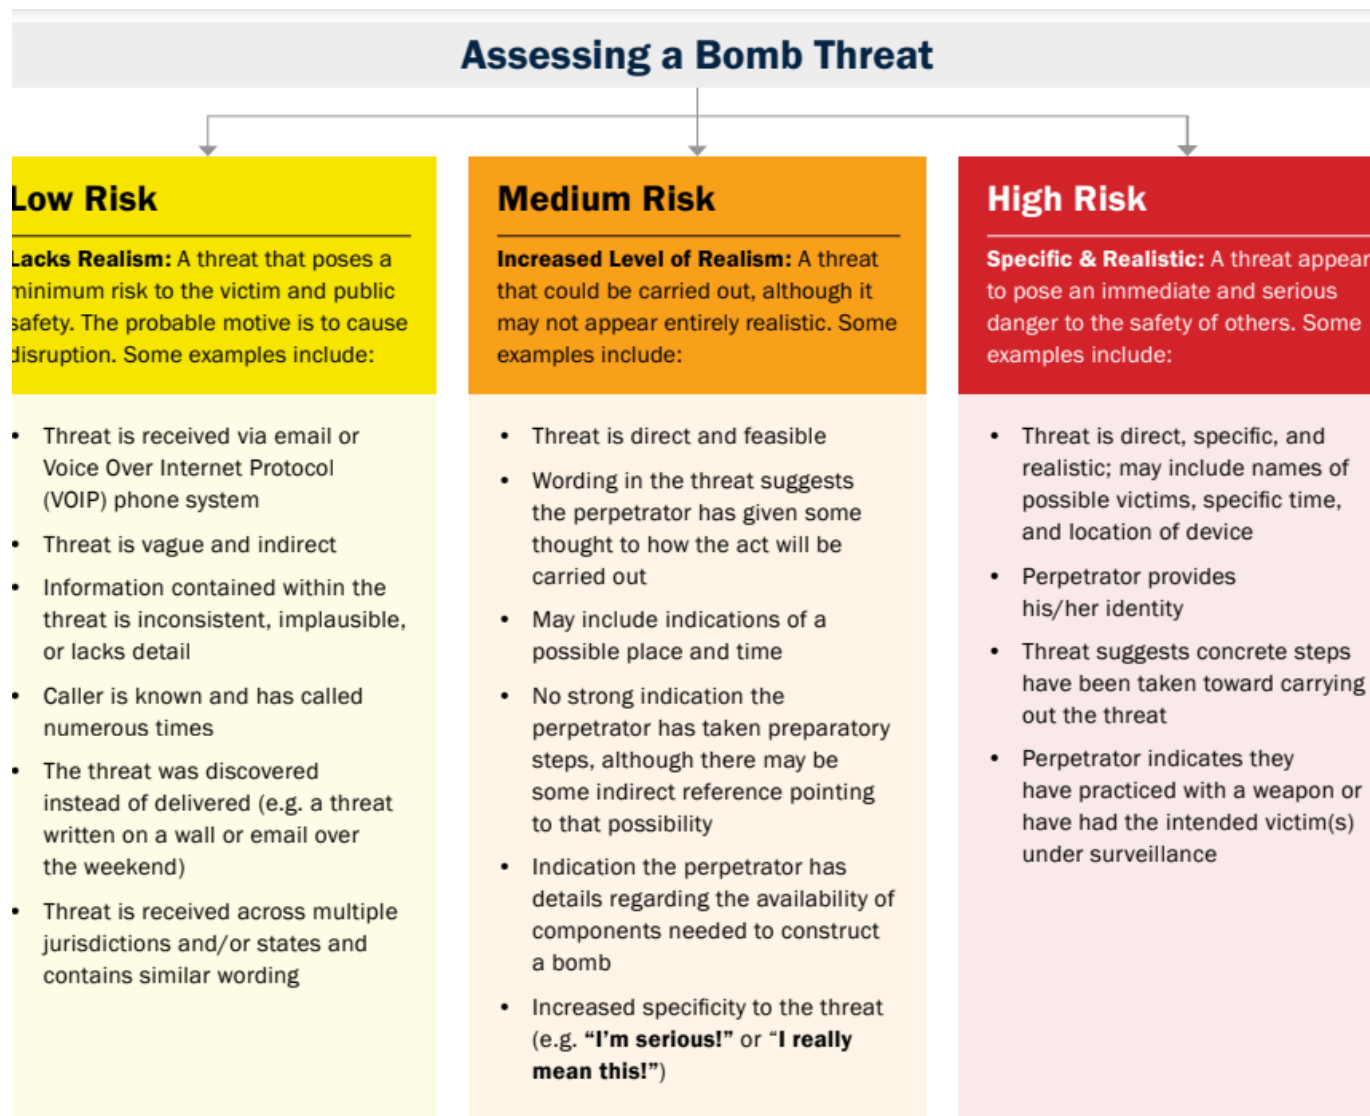 Assessing a Bomb Threat
Low Risk
Lacks Realism: A threat that poses a
minimum risk to the victim and public
safety. The probable motive is to cause
disruption. Some examples include:
• Threat is received via email or
Voice Over Internet Protocol
(VOIP) phone system
• Threat is vague and indirect
• Information contained within the
threat is inconsistent, implausible,
or lacks detail
• Caller is known and has called
numerous times
• The threat was discovered
instead of delivered (e.g. a threat
written on a wall or email over
the weekend)
• Threat is received across multiple
jurisdictions and/or states and
contains similar wording
Medium Risk
Increased Level of Realism: A threat
that could be carried out, although it
may not appear entirely realistic. Some
examples include:
• Threat is direct and feasible
• Wording in the threat suggests
the perpetrator has given some
thought to how the act will be
carried out
• May include indications of a
possible place and time
• No strong indication the
perpetrator has taken preparatory
steps, although there may be
some indirect reference pointing
to that possibility
• Indication the perpetrator has
details regarding the availability of
components needed to construct
a bomb
• Increased specificity to the threat
(e.g. “I’m serious!” or “I really
mean this!”)
High Risk
Specific & Realistic: A threat appear
to pose an immediate and serious
danger to the safety of others. Some
examples include:
• Threat is direct, specific, and
realistic; may include names of
possible victims, specific time,
and location of device
• Perpetrator provides
his/her identity
• Threat suggests concrete steps
have been taken toward carrying
out the threat
• Perpetrator indicates they
have practiced with a weapon or
have had the intended victim(s)
under surveillance